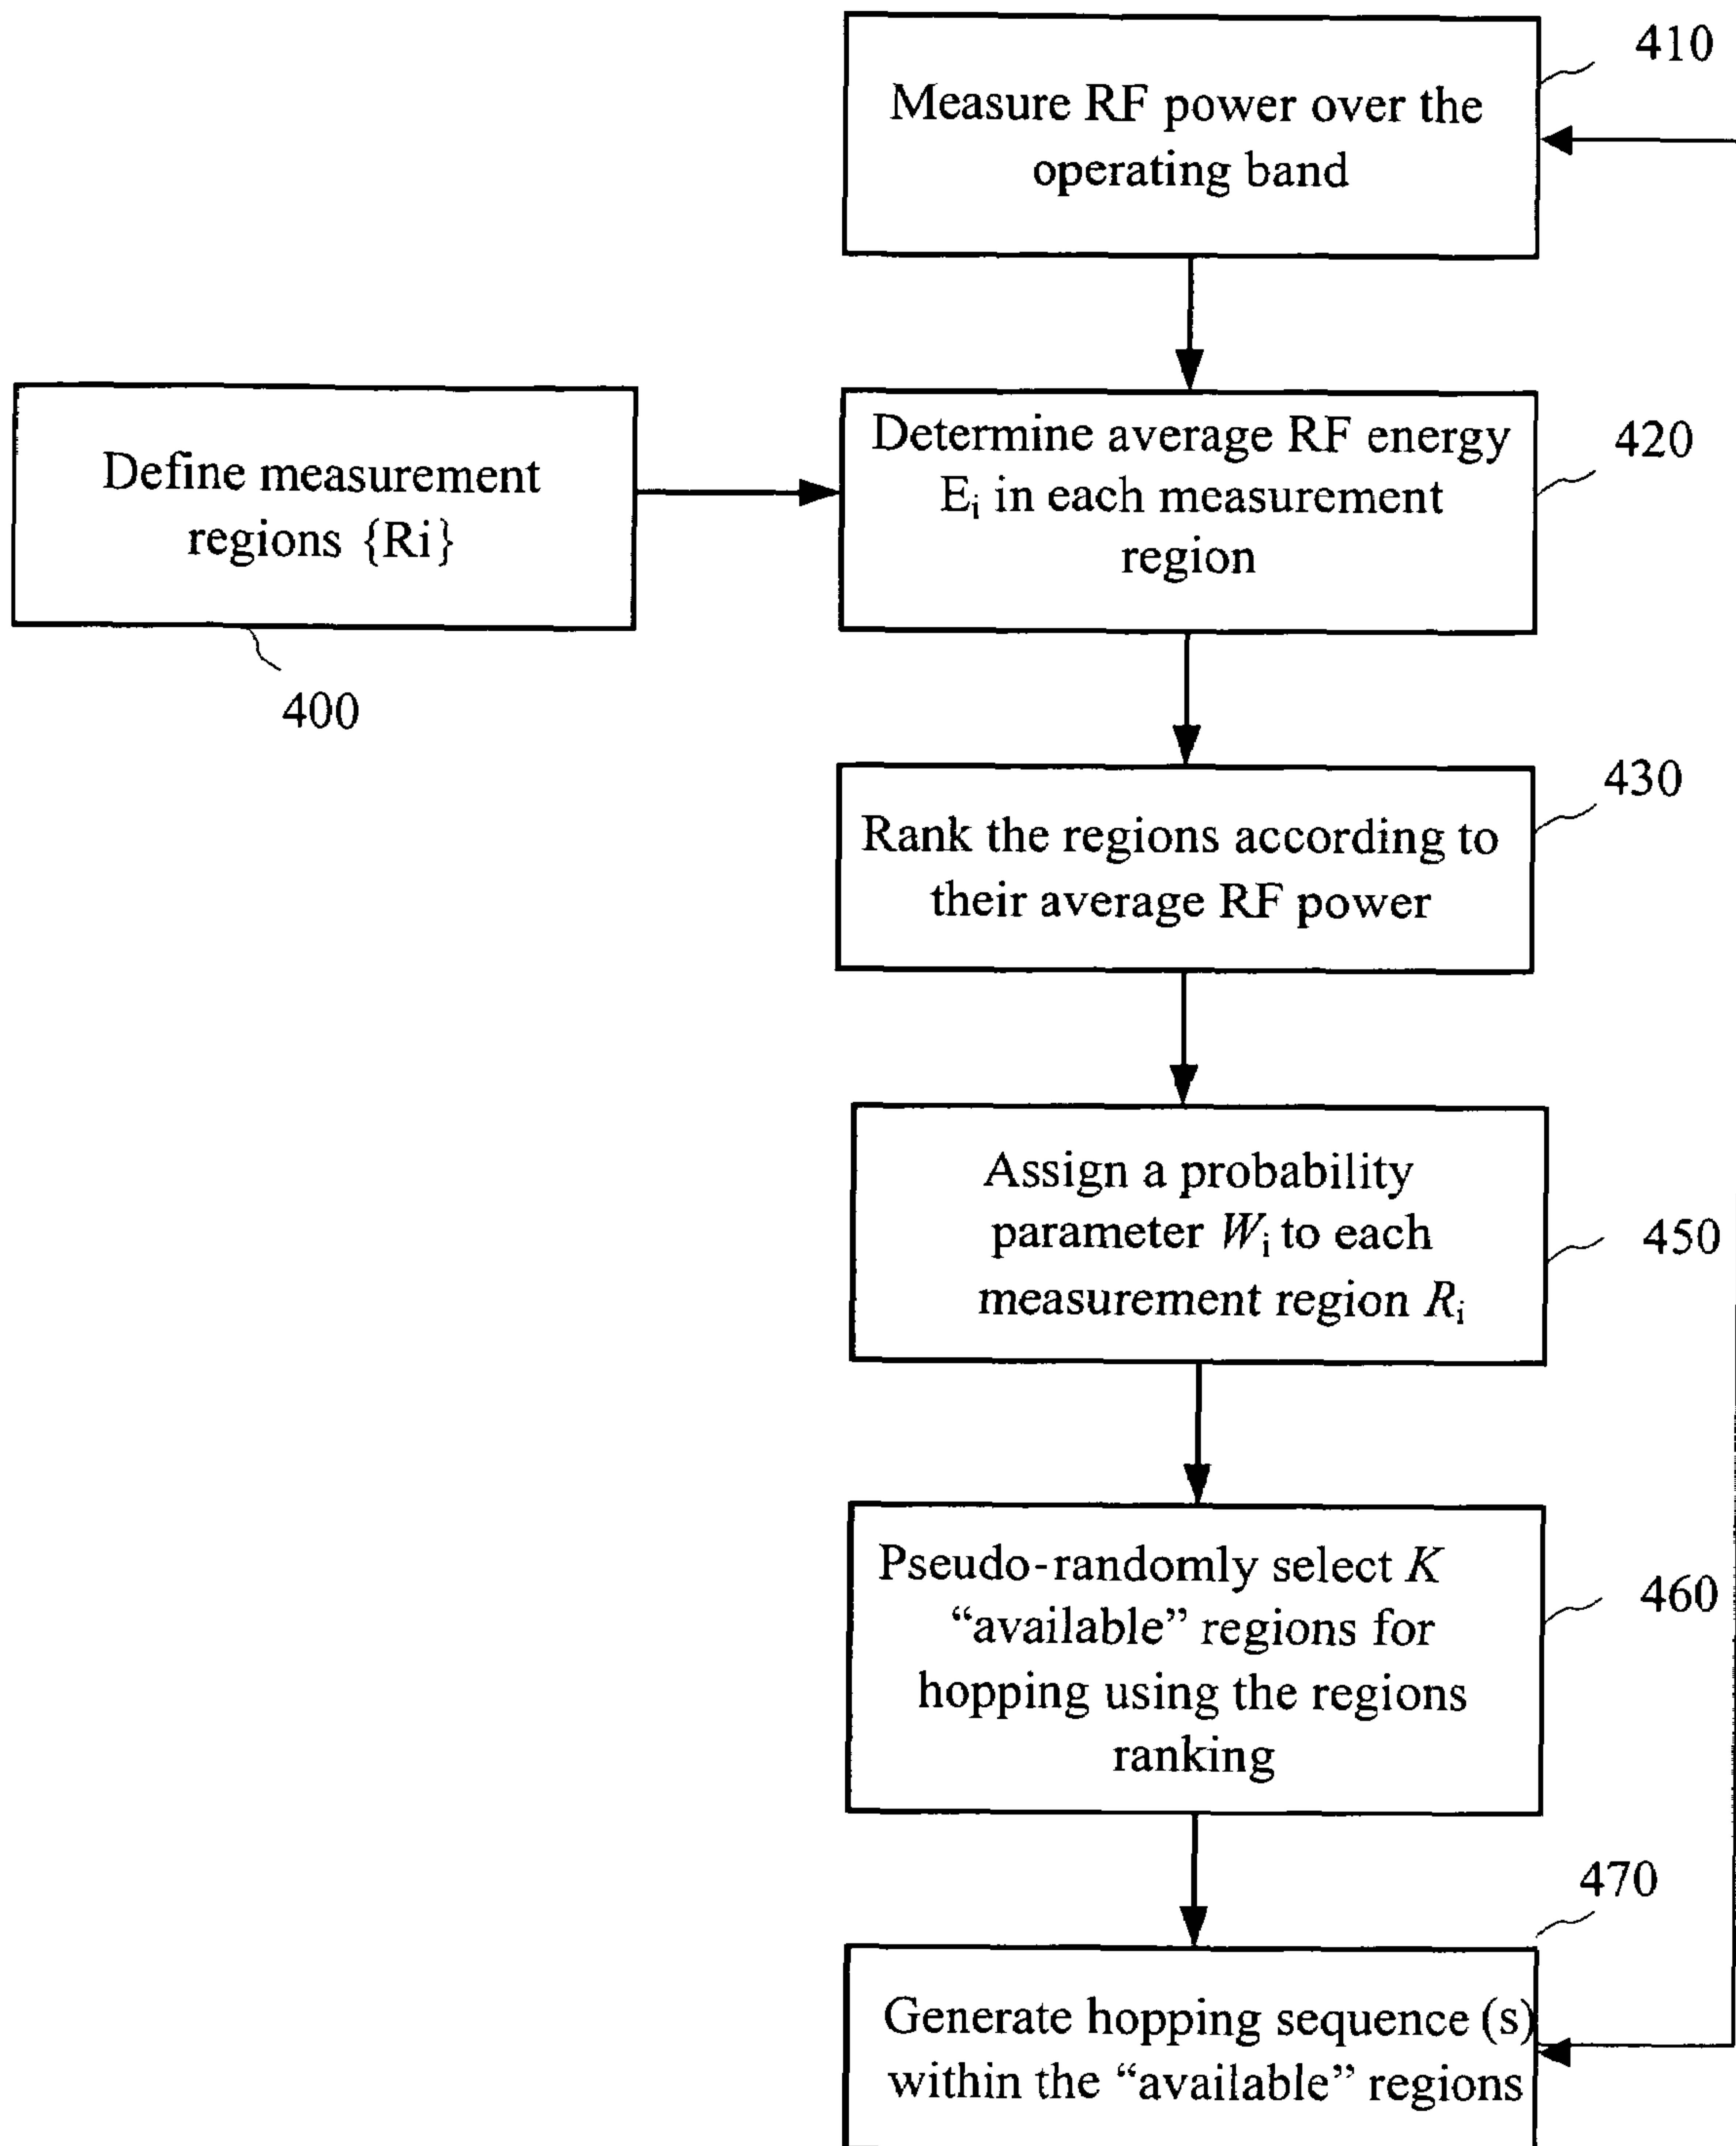 410
Measure RF power over the
operating band
Define measurement
regions {Ri}
400
Determine average RF energy
Ei in each measurement
region
420
430
Rank the regions according to
their average RF power
Assign a probability
parameter Wi to each
measurement region Ri
450
Pseudo-randomly select K
“available” regions for
hopping using the regions
ranking
460
470
Generate hopping sequence (s)
within the “available” regions